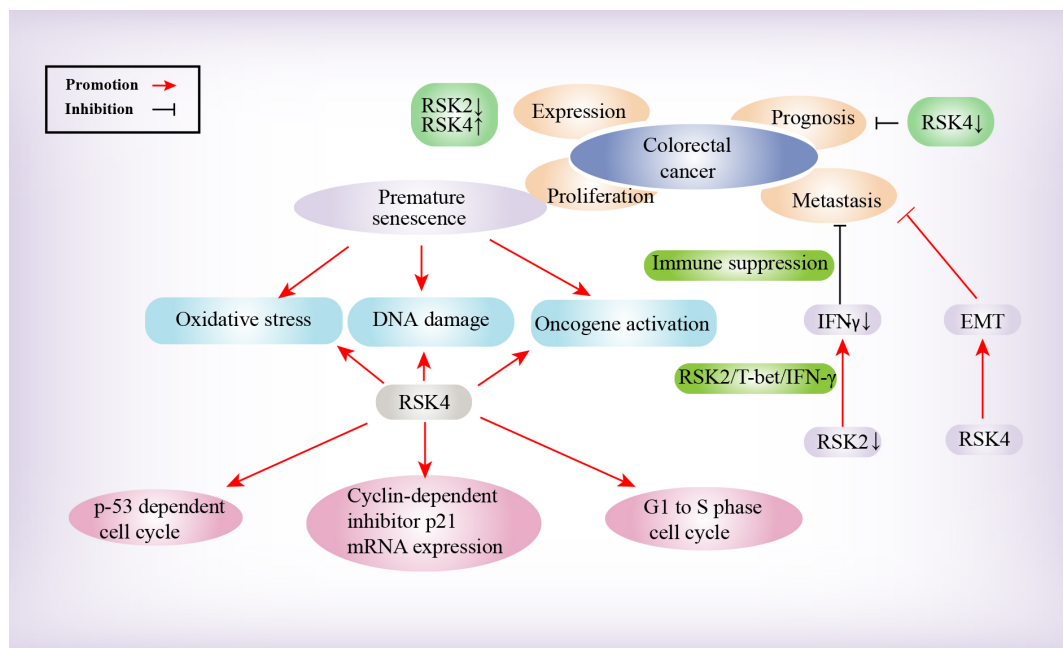 Promotion
Inhibition
RSK2↓
RSK4↑
Expression
Prognosis
RSK4↓
Colorectal
cancer
Proliferation
Metastasis
Premature
senescence
Immune suppression
Oxidative stress
DNA damage
Oncogene activation
IFN-γ↓
EMT
RSK2/T-bet/IFN-γ
RSK4
RSK2↓
RSK4
p-53 dependent
cell cycle
Cyclin-dependent
inhibitor p21
mRNA expression
G1 to S phase
cell cycle